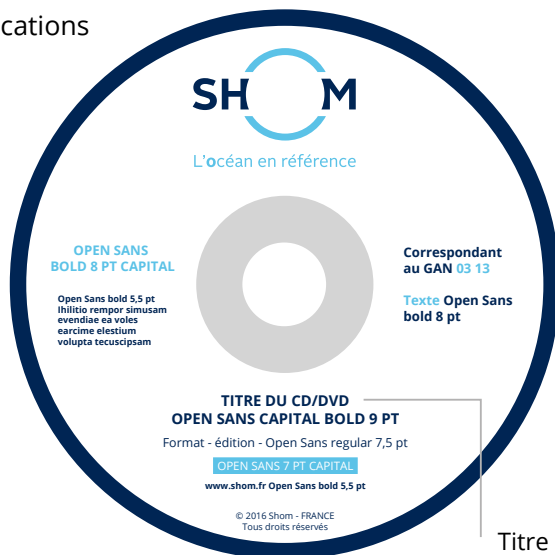 cations
SHOM
L'océan en référence
OPEN SANS
BOLD 8 PT CAPITAL
Open Sans bold 5,5 pt
Ihilitio rempor simusam
evendiae ea voles
earcime elestium
volupta tecuscipsam
Correspondant
au GAN 03 13
Texte Open Sans
bold 8 pt
TITRE DU CD/DVD
OPEN SANS CAPITAL BOLD 9 PT
Format - édition - Open Sans regular 7,5 pt
OPEN SANS 7 PT CAPITAL
www.shom.fr Open Sans bold 5,5 pt
© 2016 Shom - FRANCE
Tous droits réservés
Titre